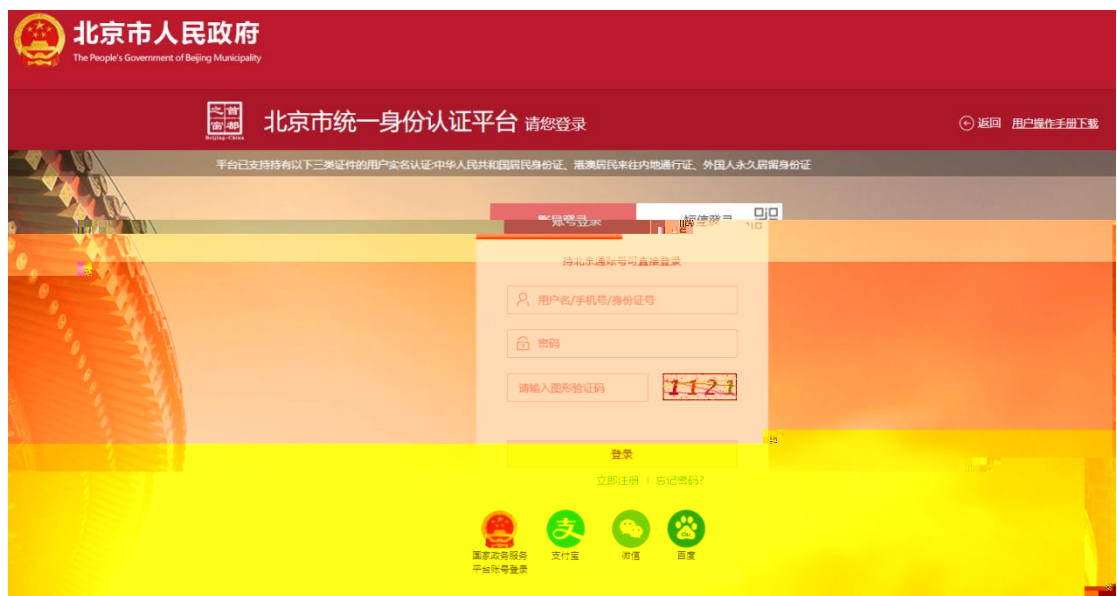 北京市人民政府
The People's Government of Beijing Municipality
首都之窗
Beijing-China
北京市统一身份认证平台 请您登录
返回 用户操作手册下载
平台已支持持有以下三类证件的用户实名认证:中华人民共和国居民身份证、港澳居民来往内地通行证、外国人永久居留身份证
账号登录 短信登录
持北京通账号可直接登录
用户名/手机号/身份证号
密码
请输入图形验证码 1121
登录
立即注册 | 忘记密码?
国家政务服务 支付宝 微信 百度
平台账号登录